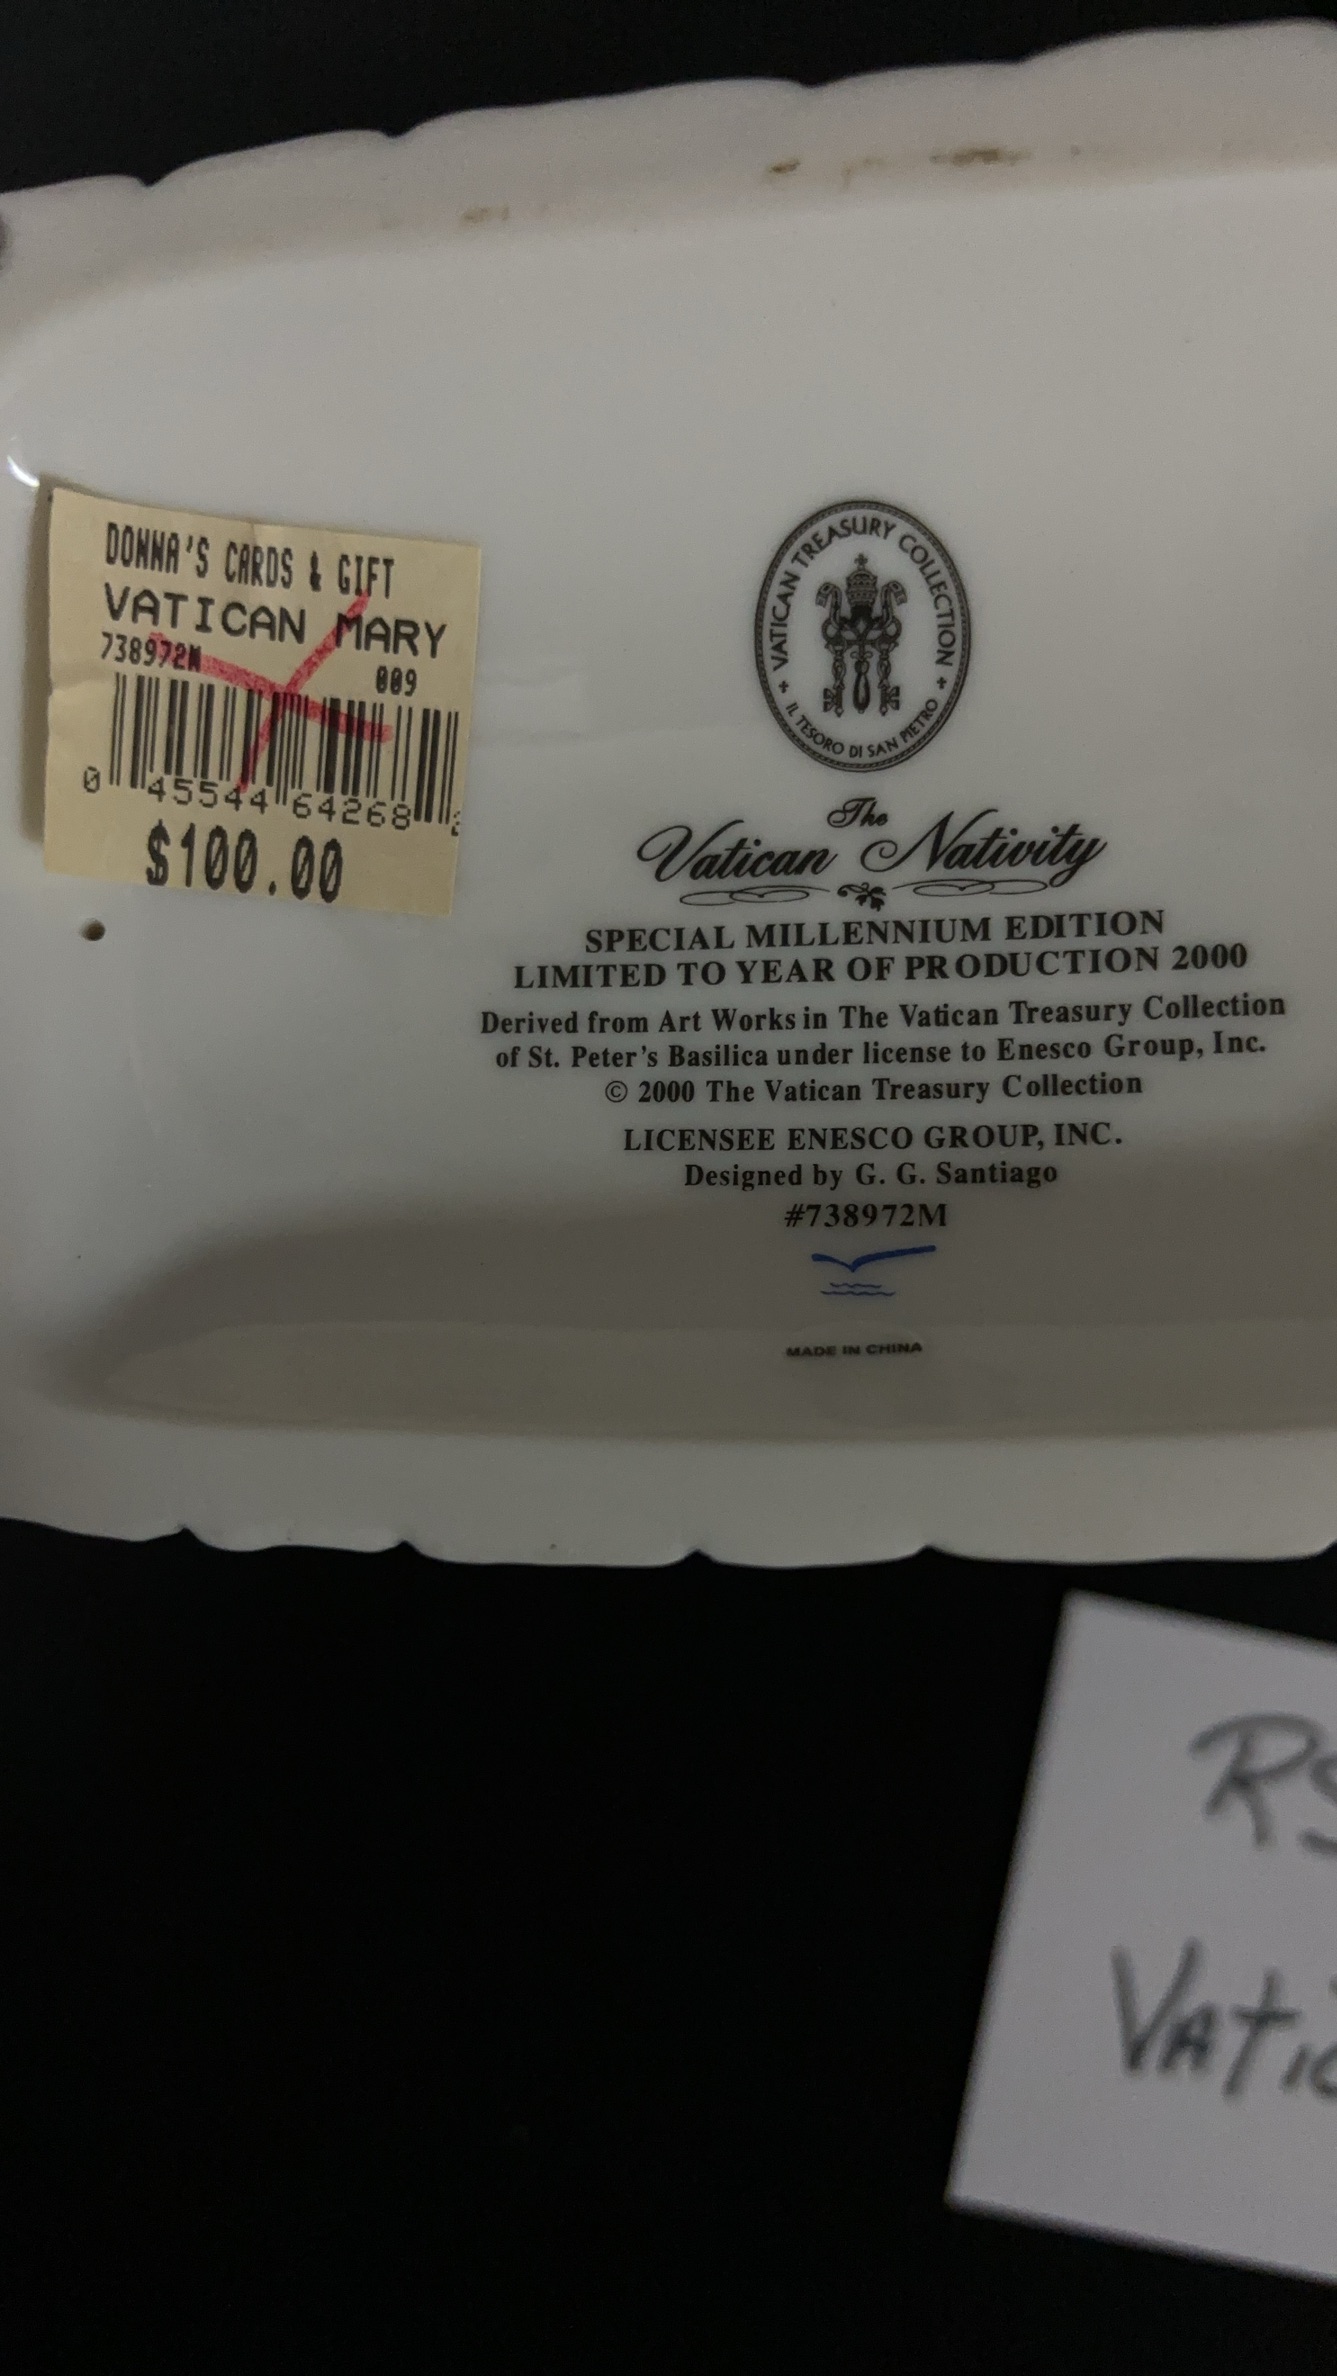 DONNA'S CARDS & GIFT
VATICAN MARY
738972M
009
0 45544 64268
$100.00
VATICAN TREASURY COLLECTION
IL TESORO DI SAN PIETRO
The
Vatican Nativity
SPECIAL MILLENNIUM EDITION
LIMITED TO YEAR OF PRODUCTION 2000
Derived from Art Works in The Vatican Treasury Collection
of St. Peter's Basilica under license to Enesco Group, Inc.
© 2000 The Vatican Treasury Collection
LICENSEE ENESCO GROUP, INC.
Designed by G. G. Santiago
#738972M
MADE IN CHINA
RS
VATIC